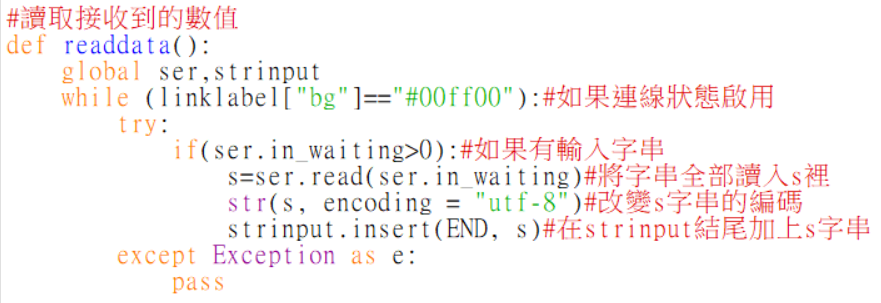 #讀取接收到的數值
def readdata():
    global ser,strinput
    while (linklabel["bg"]=="#00ff00"):#如果連線狀態啟用
        try:
            if(ser.in_waiting>0):#如果有輸入字串
                s=ser.read(ser.in_waiting)#將字串全部讀入s裡
                str(s, encoding = "utf-8")#改變s字串的編碼
                strinput.insert(END, s)#在strinput結尾加上s字串
        except Exception as e:
            pass